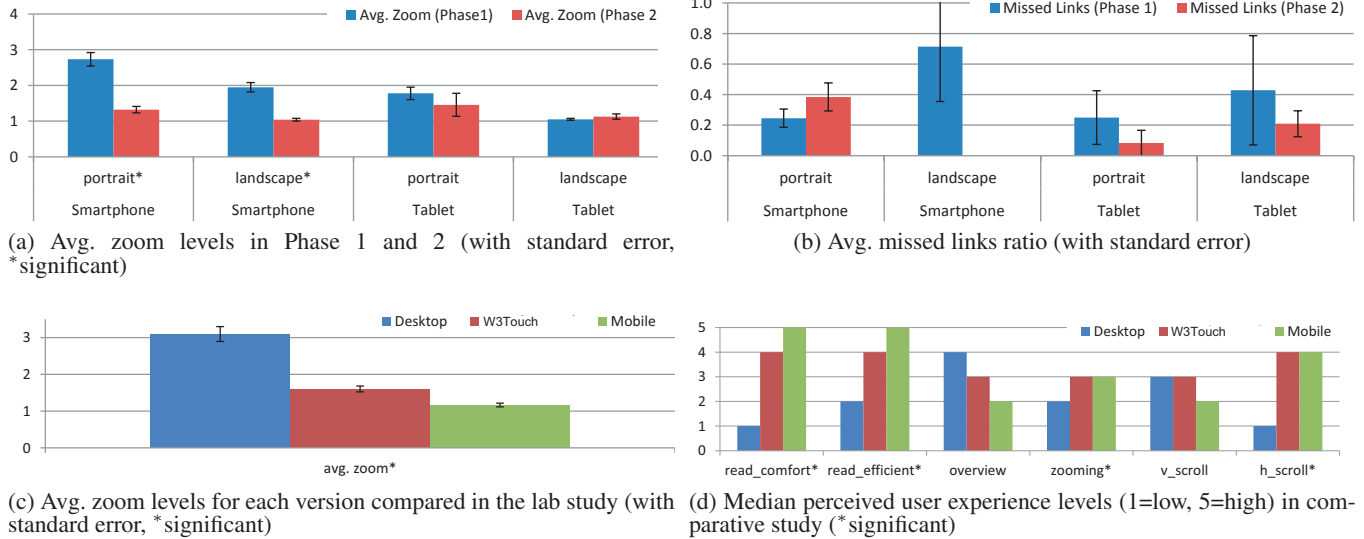 Avg. Zoom (Phase1) Avg. Zoom (Phase 2
4
3
2
1
0
portrait* landscape* portrait landscape
Smartphone Smartphone Tablet Tablet
(a) Avg. zoom levels in Phase 1 and 2 (with standard error,
*significant)
Missed Links (Phase 1) Missed Links (Phase 2)
1.0
0.8
0.6
0.4
0.2
0.0
portrait landscape portrait landscape
Smartphone Smartphone Tablet Tablet
(b) Avg. missed links ratio (with standard error)
Desktop W3Touch Mobile
3
2
1
0
avg. zoom*
(c) Avg. zoom levels for each version compared in the lab study (with
standard error, *significant)
Desktop W3Touch Mobile
5
4
3
2
1
0
read_comfort* read_efficient* overview zooming* v_scroll h_scroll*
(d) Median perceived user experience levels (1=low, 5=high) in com-
parative study (*significant)